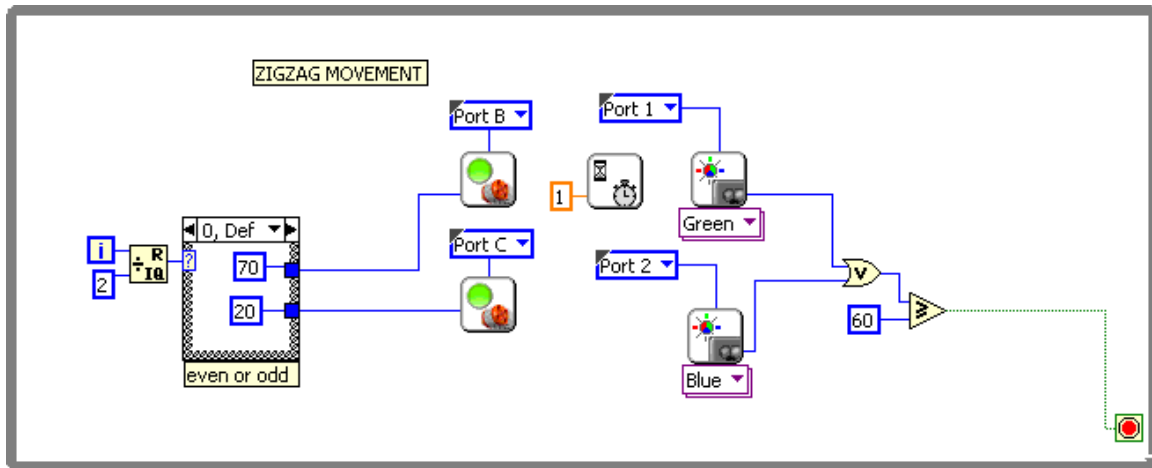 ZIGZAG MOVEMENT
Port B
Port 1
1
Green
i
2
R
IQ
0, Def
?
70
20
even or odd
Port C
Port 2
Blue
V
60
≥